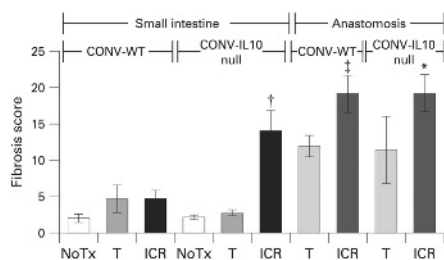 Small intestine Anastomosis
CONV-WT CONV-IL10 null CONV-WT CONV-IL10 null
Fibrosis score
25
20
15
10
5
0
† ‡ *
NoTx T ICR NoTx T ICR T ICR T ICR